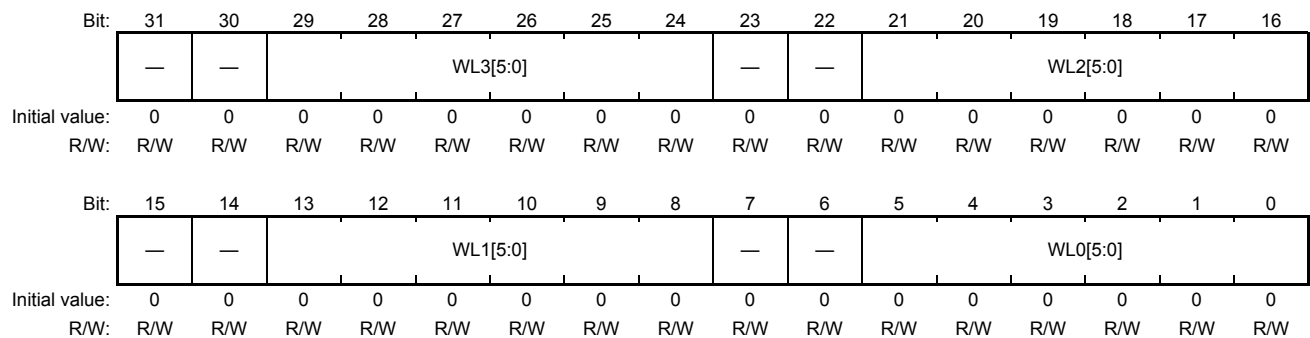 Bit: 31 30 29 28 27 26 25 24 23 22 21 20 19 18 17 16
— — WL3[5:0] — — WL2[5:0]
Initial value: 0 0 0 0 0 0 0 0 0 0 0 0 0 0 0 0
R/W: R/W R/W R/W R/W R/W R/W R/W R/W R/W R/W R/W R/W R/W R/W R/W R/W
Bit: 15 14 13 12 11 10 9 8 7 6 5 4 3 2 1 0
— — WL1[5:0] — — WL0[5:0]
Initial value: 0 0 0 0 0 0 0 0 0 0 0 0 0 0 0 0
R/W: R/W R/W R/W R/W R/W R/W R/W R/W R/W R/W R/W R/W R/W R/W R/W R/W